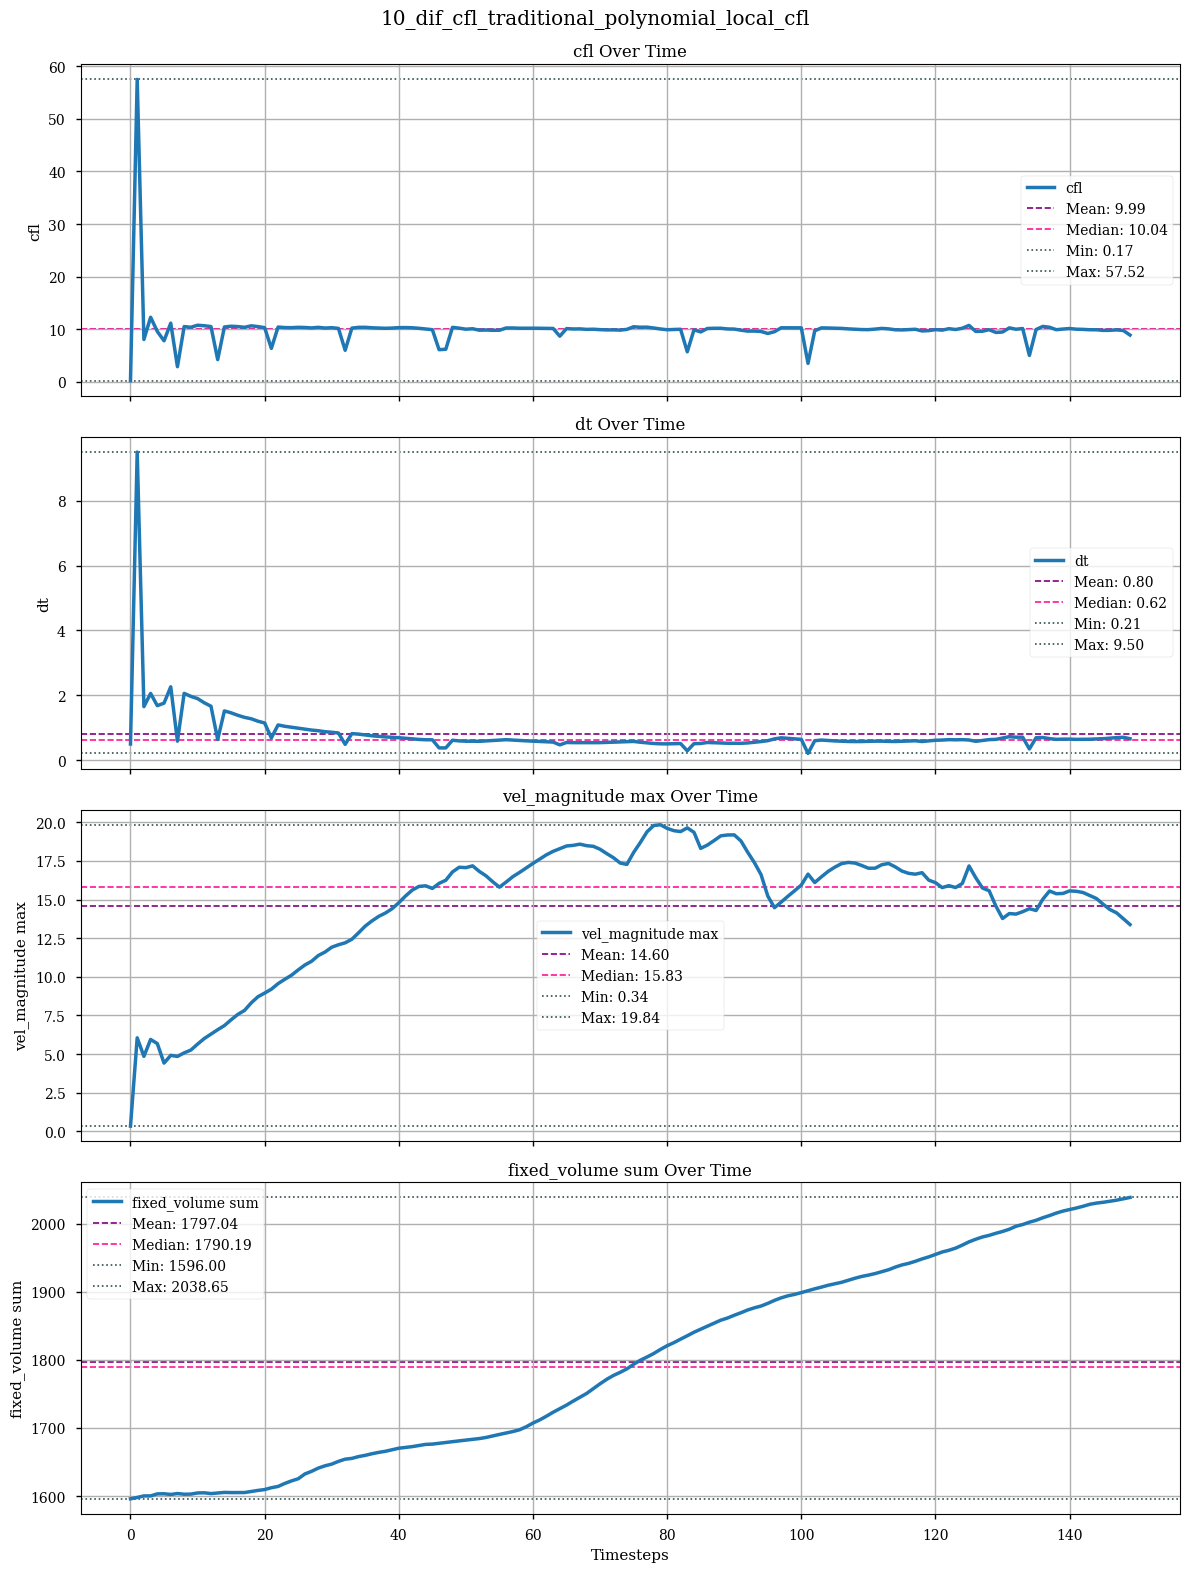 10_dif_cfl_traditional_polynomial_local_cfl
cfl Over Time
60
50
40
30
20
10
0
cfl
cfl
Mean: 9.99
Median: 10.04
Min: 0.17
Max: 57.52
dt Over Time
8
6
4
2
0
dt
dt
Mean: 0.80
Median: 0.62
Min: 0.21
Max: 9.50
vel_magnitude max Over Time
20.0
17.5
15.0
12.5
10.0
7.5
5.0
2.5
0.0
vel_magnitude max
vel_magnitude max
Mean: 14.60
Median: 15.83
Min: 0.34
Max: 19.84
fixed_volume sum Over Time
2000
1900
1800
1700
1600
fixed_volume sum
fixed_volume sum
Mean: 1797.04
Median: 1790.19
Min: 1596.00
Max: 2038.65
0 20 40 60 80 100 120 140
Timesteps